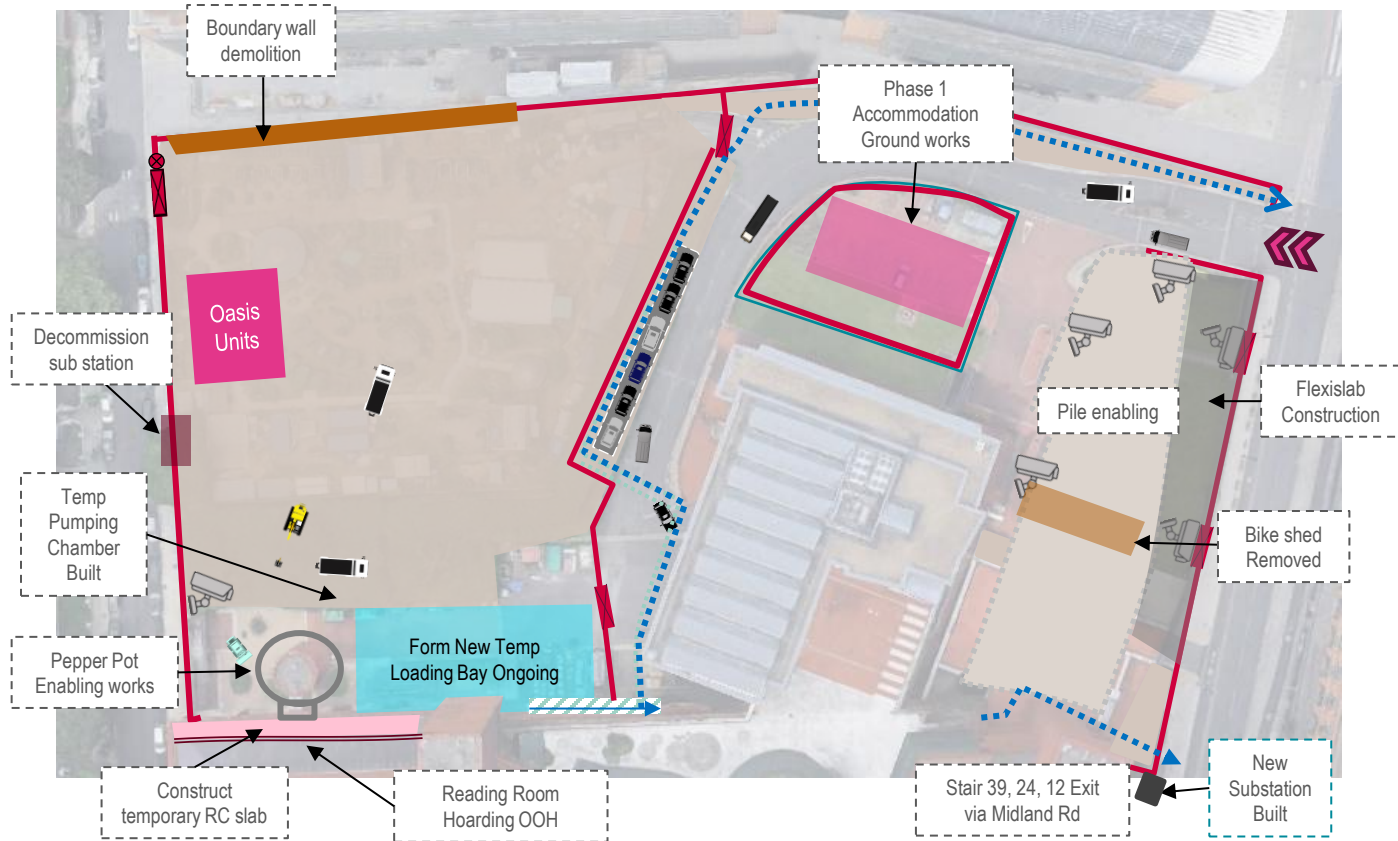 Boundary wall
demolition
Phase 1
Accommodation
Ground works
Oasis
Units
Decommission
sub station
Pile enabling
Flexislab
Construction
Temp
Pumping
Chamber
Built
Bike shed
Removed
Form New Temp
Loading Bay Ongoing
Pepper Pot
Enabling works
Construct
temporary RC slab
Reading Room
Hoarding OOH
Stair 39, 24, 12 Exit
via Midland Rd
New
Substation
Built